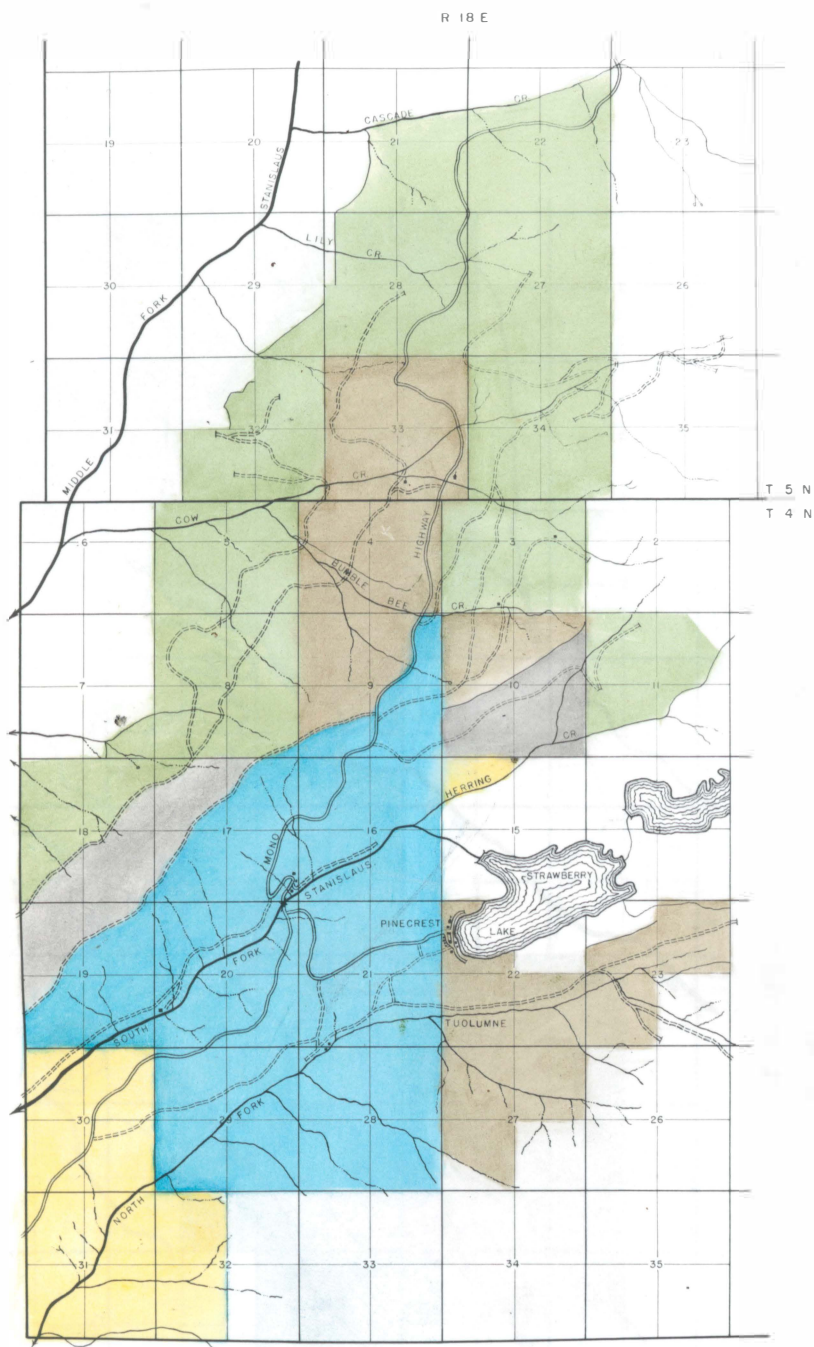 R 18 E
CASCADE CR.
19 20 21 22 23
STANISLAUS
LILY CR.
30 29 28 27 26
FORK
31 33 34 35
MIDDLE
CR.
T 5 N
T 4 N
COW
HIGHWAY
6 5 4 3 2
BUMBLE BEE CR.
7 8 9 10 11
CR.
HERRING
18 17 16 15 14
MONO
STANISLAUS
STRAWBERRY
PINECREST
LAKE
FORK
19 20 21 22 23
SOUTH
TUOLUMNE
30 29 28 27 26
FORK
NORTH
31 32 33 34 35